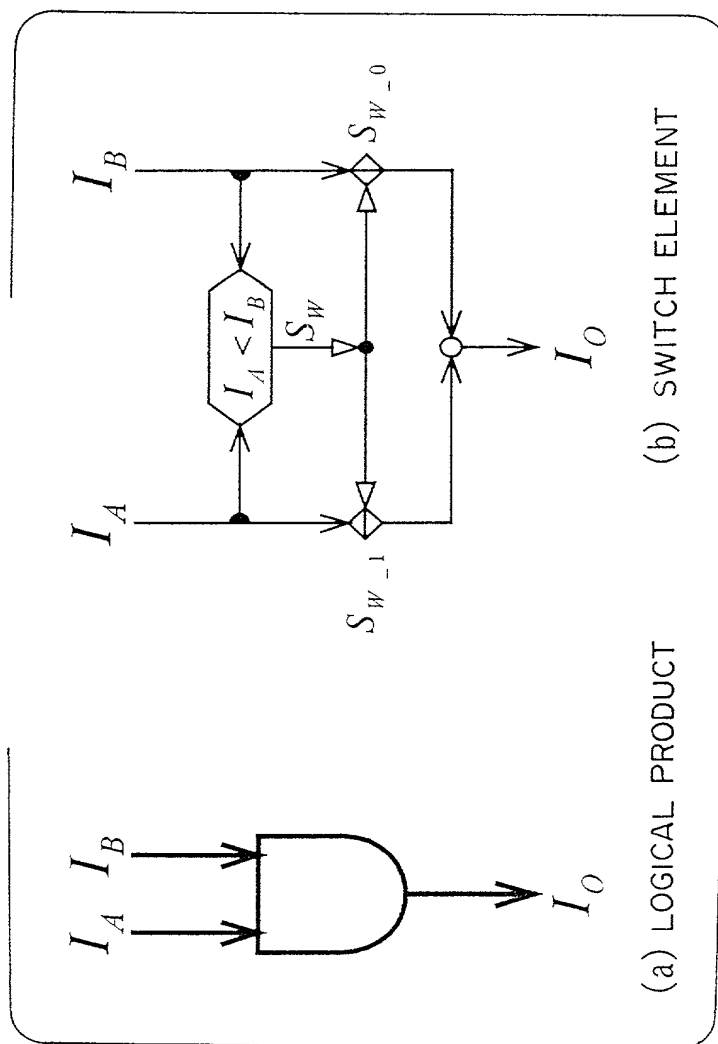 I_A I_B
I_O
(a) LOGICAL PRODUCT
I_A I_B
I_A < I_B
S_W
S_W_1 S_W_0
I_O
(b) SWITCH ELEMENT